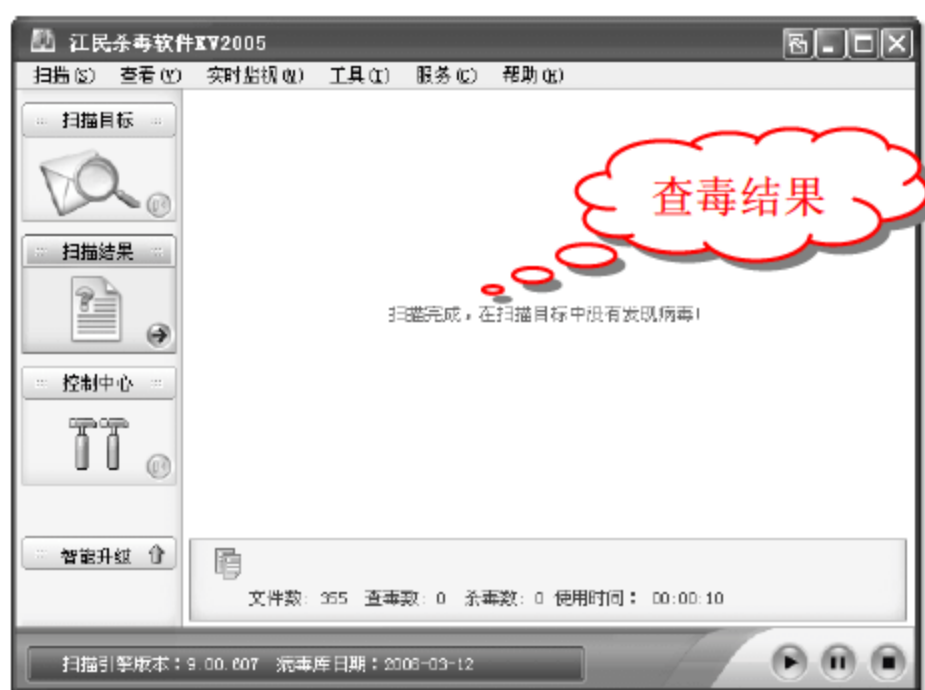 江民杀毒软件KV2005
扫描(S) 查看(V) 实时监视(W) 工具(T) 服务(C) 帮助(H)
扫描目标
查毒结果
扫描结果
扫描完成，在扫描目标中没有发现病毒!
控制中心
智能升级
文件数: 355 查毒数: 0 杀毒数: 0 使用时间: 00:00:10
扫描引擎版本：9.00.607 病毒库日期：2006-03-12